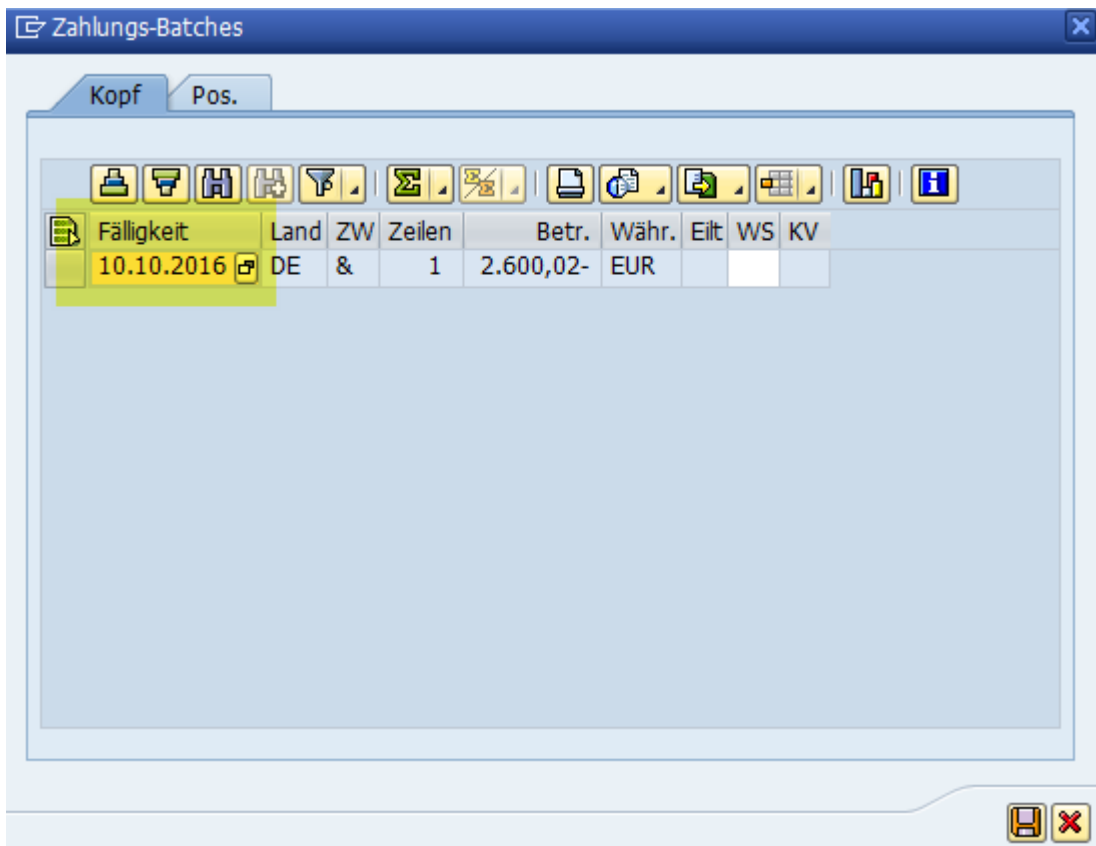 Zahlungs-Batches
Kopf Pos.
Fälligkeit Land ZW Zeilen Betr. Währ. Eilt WS KV
10.10.2016 DE & 1 2.600,02- EUR